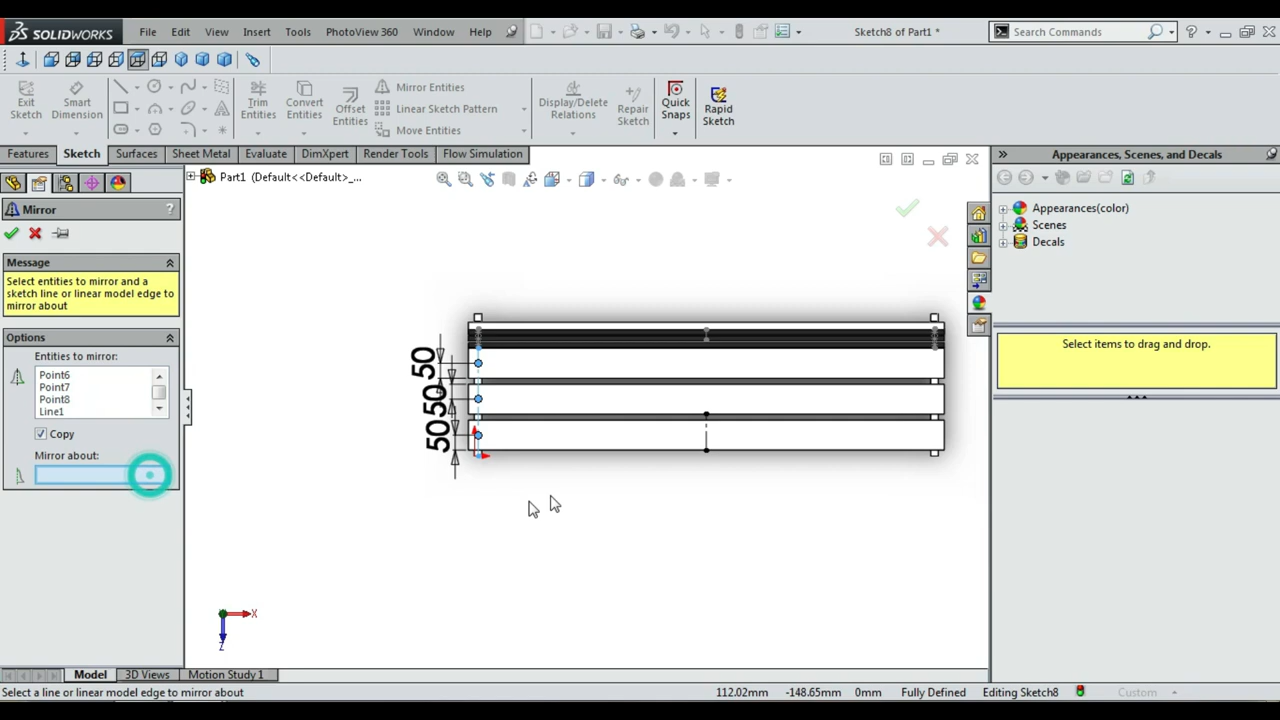 SOLIDWORKS File Edit View Insert Tools PhotoView 360 Window Help Sketch8 of Part1 * Search Commands
Exit Sketch
Smart Dimension
Trim Entities
Convert Entities
Offset Entities
Mirror Entities
Linear Sketch Pattern
Move Entities
Display/Delete Relations
Repair Sketch
Quick Snaps
Rapid Sketch
Features Sketch Surfaces Sheet Metal Evaluate DimXpert Render Tools Flow Simulation
Part1 (Default<<Default>_...
Mirror ?
Message
Select entities to mirror and a
sketch line or linear model edge to
mirror about
Options
Entities to mirror:
Point6
Point7
Point8
Line1
Copy
Mirror about:
50
50
50
X
Z
Appearances, Scenes, and Decals
Appearances(color)
Scenes
Decals
Select items to drag and drop.
Model 3D Views Motion Study 1
Select a line or linear model edge to mirror about 112.02mm -148.65mm 0mm Fully Defined Editing Sketch8 Custom